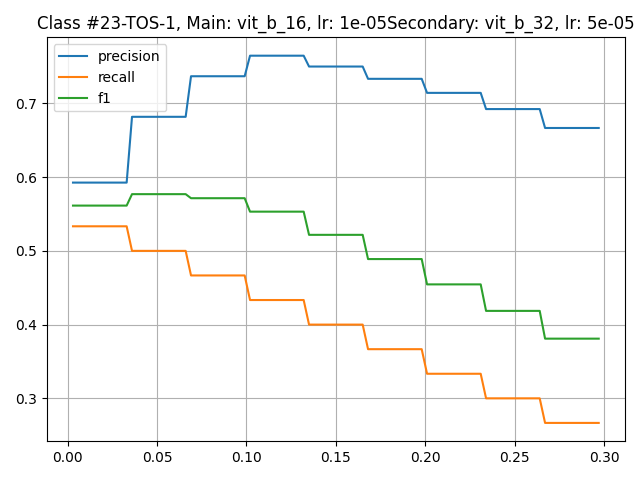 Class #23-TOS-1, Main: vit_b_16, lr: 1e-05Secondary: vit_b_32, lr: 5e-05
precision
recall
f1
0.7
0.6
0.5
0.4
0.3
0.00 0.05 0.10 0.15 0.20 0.25 0.30